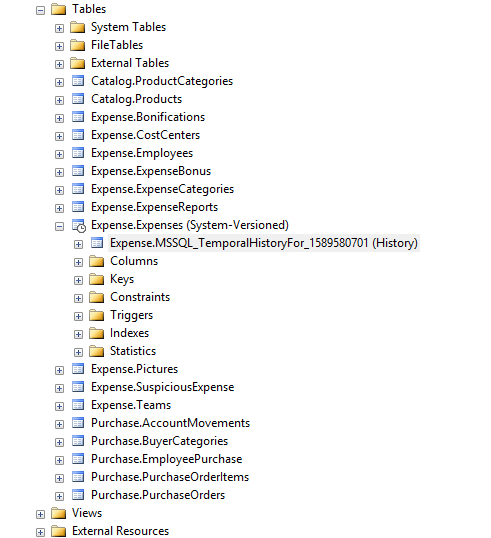 Tables
System Tables
FileTables
External Tables
Catalog.ProductCategories
Catalog.Products
Expense.Bonifications
Expense.CostCenters
Expense.Employees
Expense.ExpenseBonus
Expense.ExpenseCategories
Expense.ExpenseReports
Expense.Expenses (System-Versioned)
Expense.MSSQL_TemporalHistoryFor_1589580701 (History)
Columns
Keys
Constraints
Triggers
Indexes
Statistics
Expense.Pictures
Expense.SuspiciousExpense
Expense.Teams
Purchase.AccountMovements
Purchase.BuyerCategories
Purchase.EmployeePurchase
Purchase.PurchaseOrderItems
Purchase.PurchaseOrders
Views
External Resources